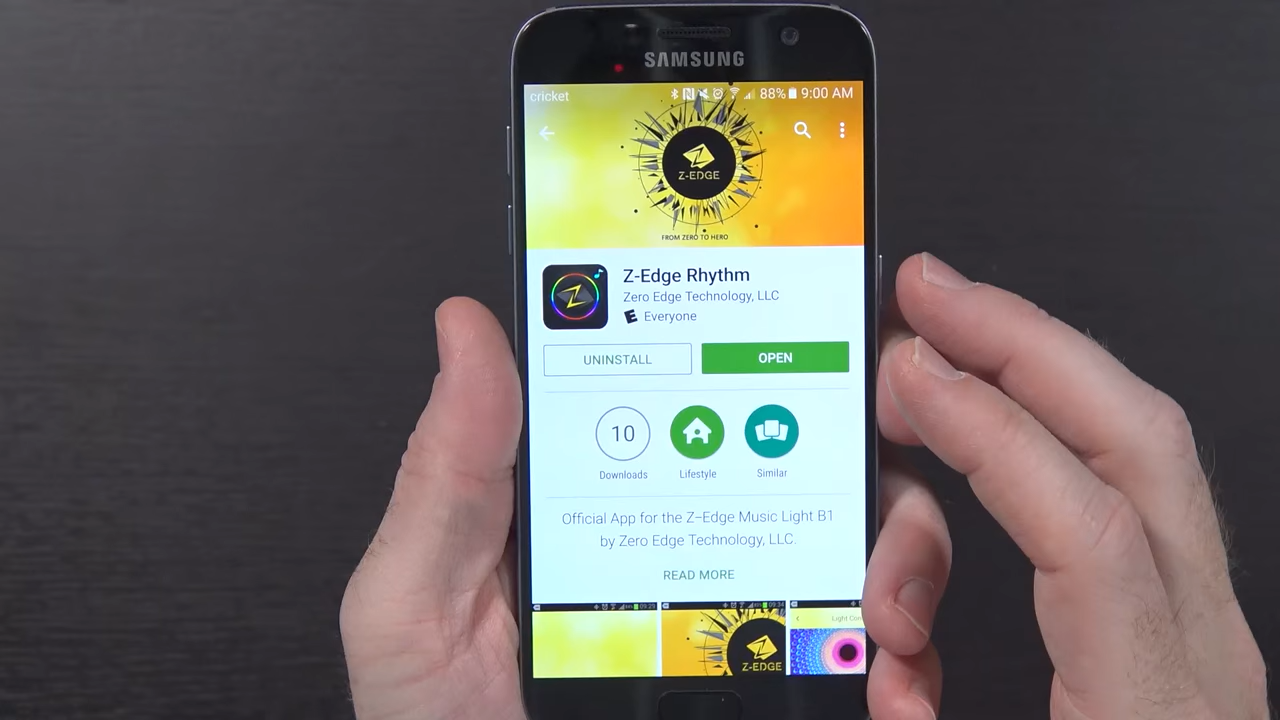 SAMSUNG
cricket 88% 9:00 AM
Z-EDGE
FROM ZERO TO HERO
Z-Edge Rhythm
Zero Edge Technology, LLC
E Everyone
UNINSTALL OPEN
10
Downloads Lifestyle Similar
Official App for the Z-Edge Music Light B1
by Zero Edge Technology, LLC.
READ MORE
Z-EDGE